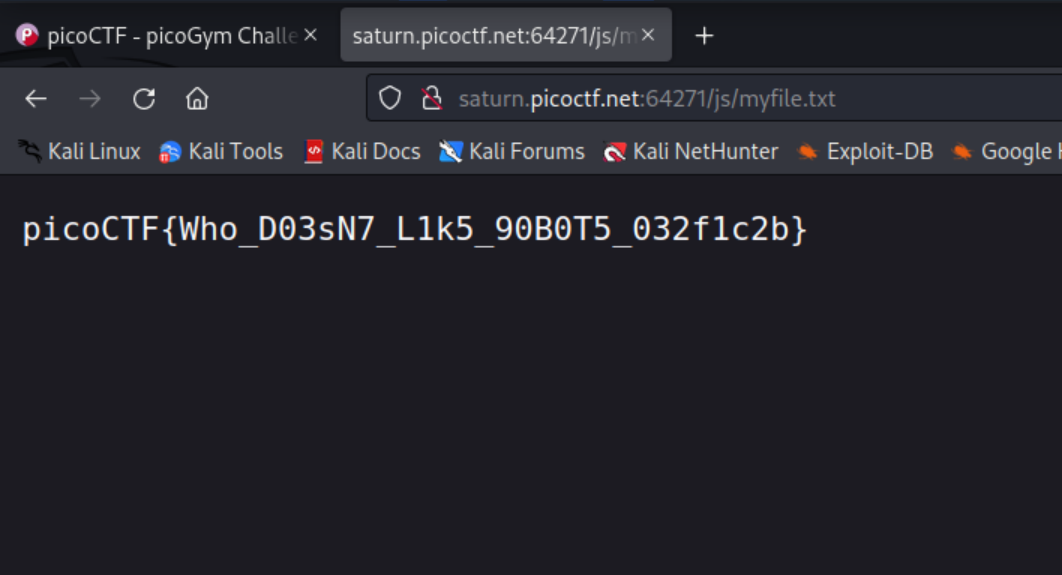 picoCTF - picoGym Challe
saturn.picoctf.net:64271/js/m
saturn.picoctf.net:64271/js/myfile.txt
Kali Linux Kali Tools Kali Docs Kali Forums Kali NetHunter Exploit-DB Google
picoCTF{Who_D03sN7_L1k5_90B0T5_032f1c2b}